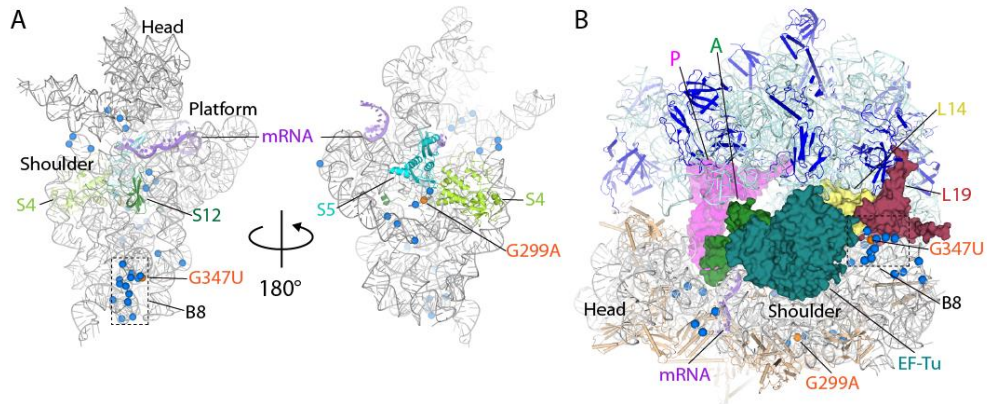 A
Head
Platform
mRNA
Shoulder
S4
S12
S5
S4
G299A
G347U
180°
B8
B
P
A
L14
L19
G347U
B8
Head
Shoulder
mRNA
G299A
EF-Tu